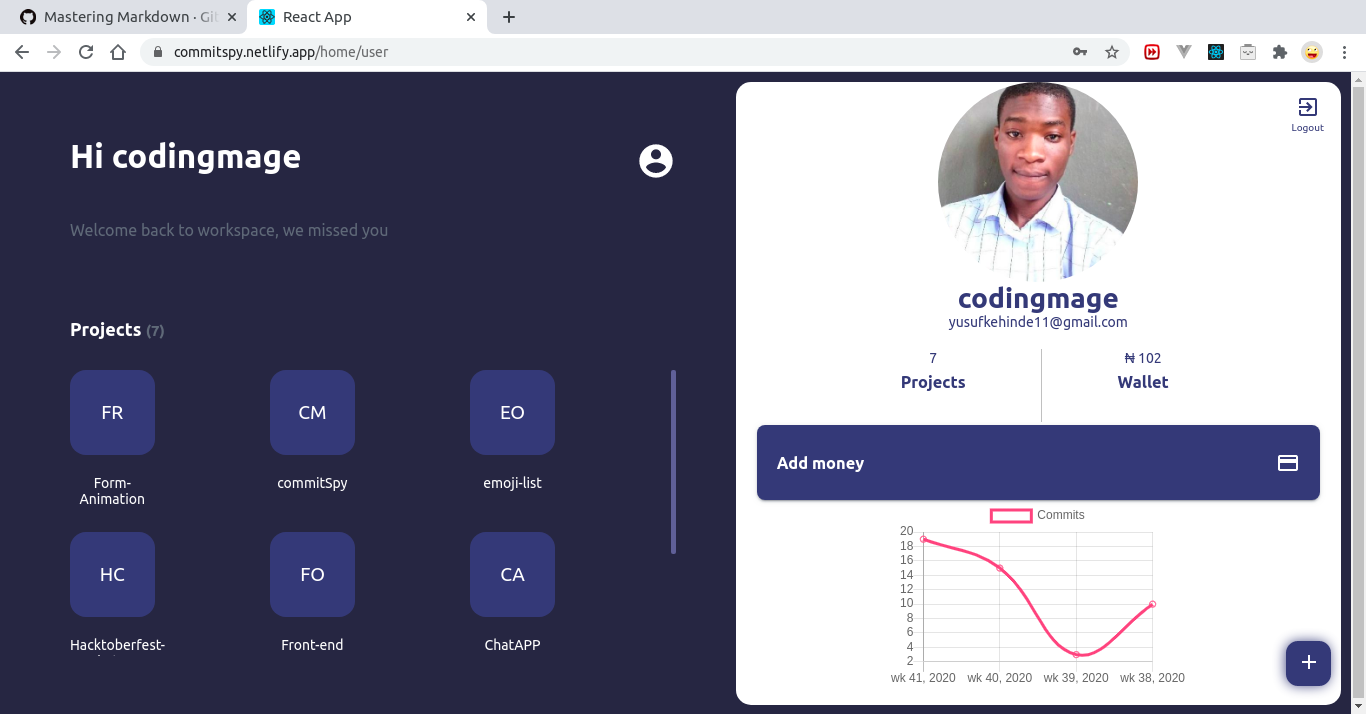 Mastering Markdown · Git
React App
commitspy.netlify.app/home/user
Hi codingmage
Welcome back to workspace, we missed you
Projects (7)
FR
CM
EO
Form-
Animation
commitSpy
emoji-list
HC
FO
CA
Hacktoberfest-
Front-end
ChatAPP
Logout
codingmage
yusufkehinde11@gmail.com
7
₦ 102
Projects
Wallet
Add money
Commits
20
18
16
14
12
10
8
6
4
2
wk 41, 2020
wk 40, 2020
wk 39, 2020
wk 38, 2020